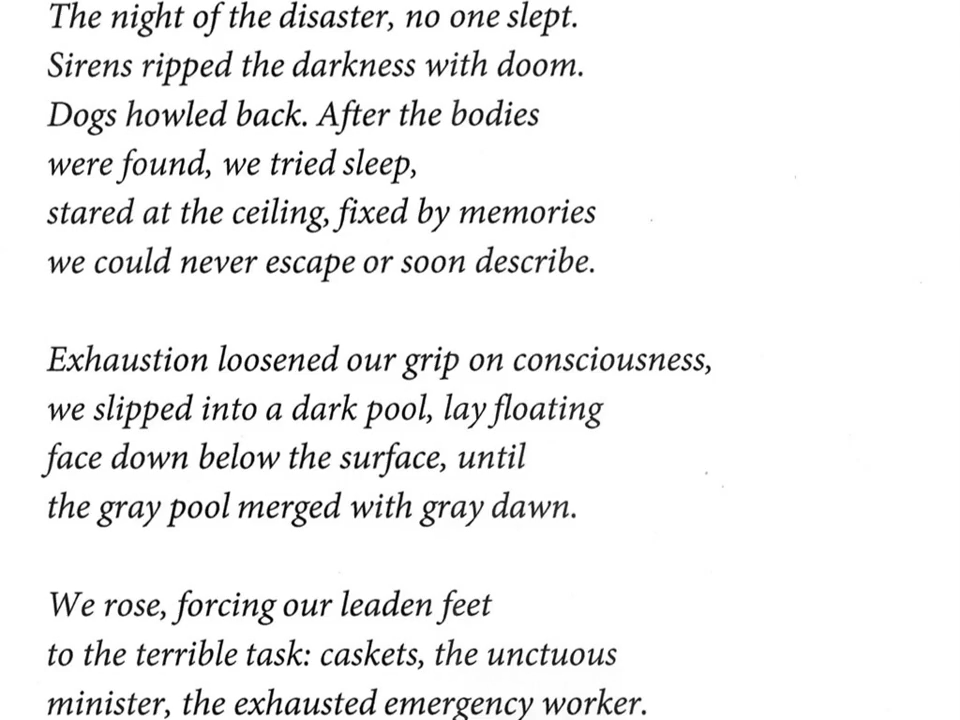 The night of the disaster, no one slept.
Sirens ripped the darkness with doom.
Dogs howled back. After the bodies
were found, we tried sleep,
stared at the ceiling, fixed by memories
we could never escape or soon describe.
Exhaustion loosened our grip on consciousness,
we slipped into a dark pool, lay floating
face down below the surface, until
the gray pool merged with gray dawn.
We rose, forcing our leaden feet
to the terrible task: caskets, the unctuous
minister, the exhausted emergency worker.